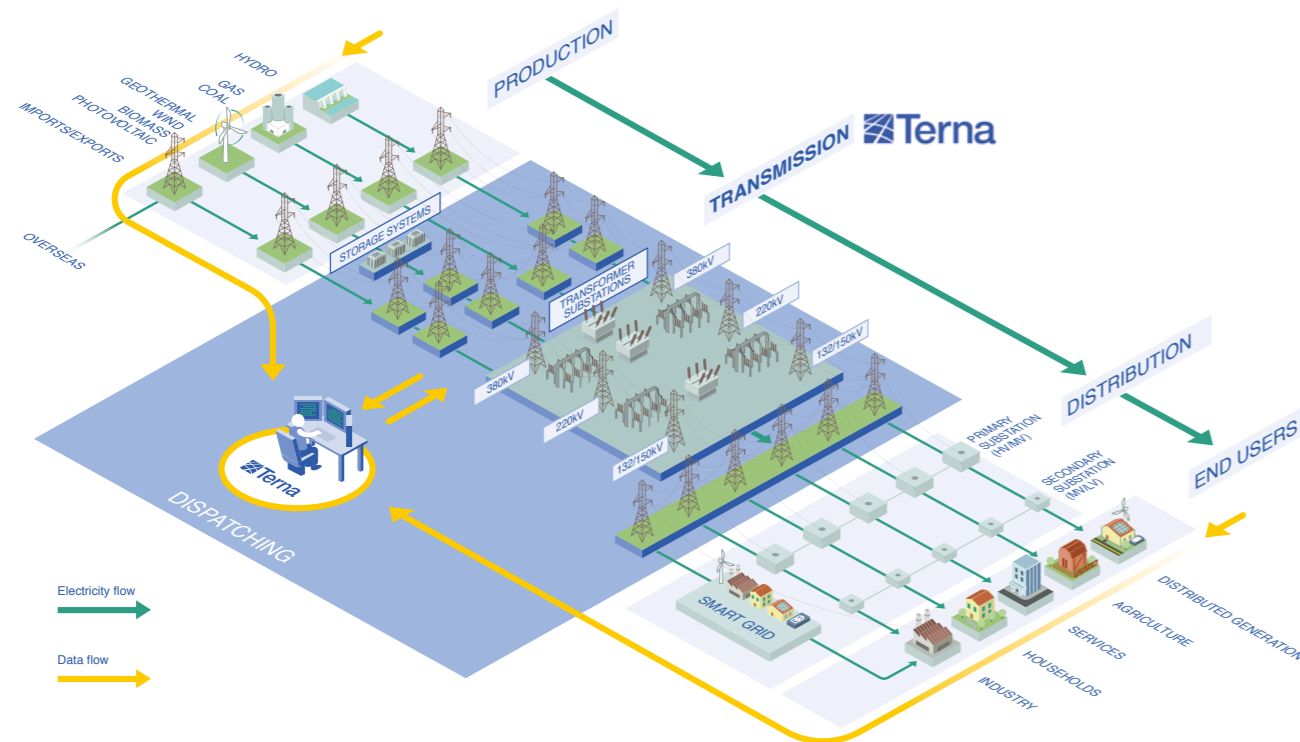 PRODUCTION
TRANSMISSION
Terna
DISTRIBUTION
END USERS
HYDRO
GAS
COAL
GEOTHERMAL
WIND
BIOMASS
PHOTOVOLTAIC
IMPORTS/EXPORTS
OVERSEAS
STORAGE SYSTEMS
TRANSFORMER
SUBSTATIONS
380kV
220kV
132/150kV
380kV
220kV
132/150kV
PRIMARY
SUBSTATION
(HV/MV)
SECONDARY
SUBSTATION
(MV/LV)
Terna
DISPATCHING
SMART GRID
DISTRIBUTED GENERATION
AGRICULTURE
SERVICES
HOUSEHOLDS
INDUSTRY
Electricity flow
Data flow